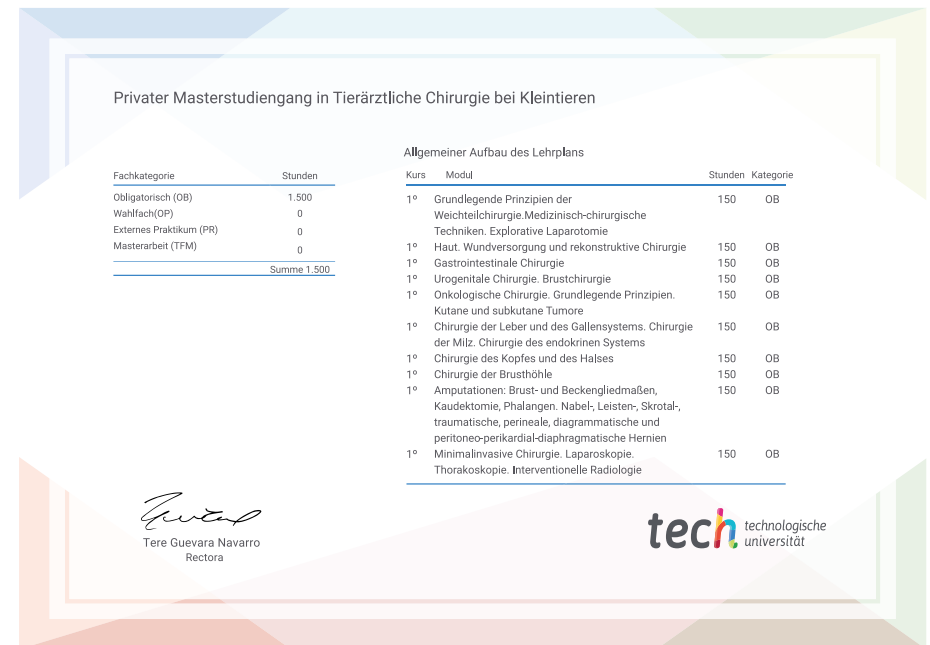 Privater Masterstudiengang in Tierärztliche Chirurgie bei Kleintieren
Fachkategorie Stunden
Obligatorisch (OB) 1.500
Wahlfach(OP) 0
Externes Praktikum (PR) 0
Masterarbeit (TFM) 0
Summe 1.500
Allgemeiner Aufbau des Lehrplans
Kurs Modul Stunden Kategorie
1º Grundlegende Prinzipien der 150 OB
Weichteilchirurgie.Medizinisch-chirurgische
Techniken. Explorative Laparotomie
1º Haut. Wundversorgung und rekonstruktive Chirurgie 150 OB
1º Gastrointestinale Chirurgie 150 OB
1º Urogenitale Chirurgie. Brustchirurgie 150 OB
1º Onkologische Chirurgie. Grundlegende Prinzipien. 150 OB
Kutane und subkutane Tumore
1º Chirurgie der Leber und des Gallensystems. Chirurgie 150 OB
der Milz. Chirurgie des endokrinen Systems
1º Chirurgie des Kopfes und des Halses 150 OB
1º Chirurgie der Brusthöhle 150 OB
1º Amputationen: Brust- und Beckengliedmaßen, 150 OB
Kaudektomie, Phalangen. Nabel-, Leisten-, Skrotal-,
traumatische, perineale, diagrammatische und
peritoneo-perikardial-diaphragmatische Hernien
1º Minimalinvasive Chirurgie. Laparoskopie. 150 OB
Thorakoskopie. Interventionelle Radiologie
Tere Guevara Navarro
Rectora
tech technologische
universität